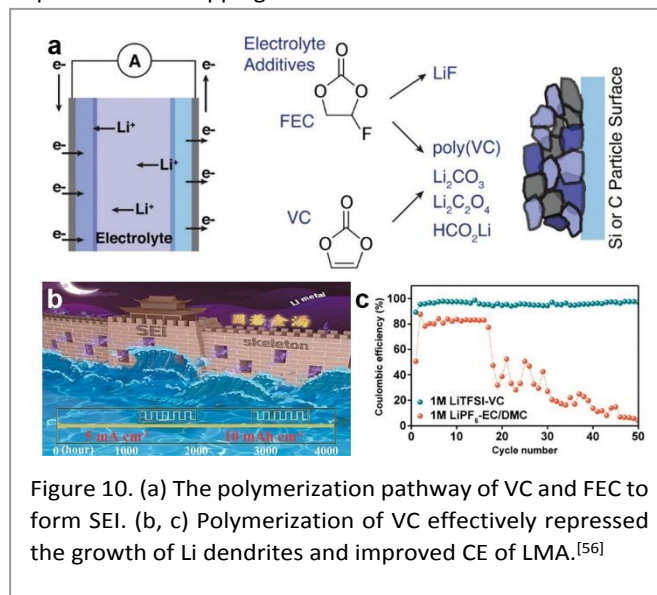 a
e-
A
e-
Li⁺
e-
e-
Li⁺
e-
e-
Li⁺
e-
e-
Electrolyte
Electrolyte
Additives
O
O
O
FEC
F
VC
O
O
O
LiF
poly(VC)
Li₂CO₃
Li₂C₂O₄
HCO₂Li
Si or C Particle Surface
b
Li metal
SEI
金汤
skeleton
5 mA cm⁻²
10 mAh cm⁻²
0 (hour) 1000 2000 3000 4000
c
Coulombic efficiency (%)
100
80
60
40
20
0
1M LiTFSI-VC
1M LiPF₆-EC/DMC
0 10 20 30 40 50
Cycle number
Figure 10. (a) The polymerization pathway of VC and FEC to
form SEI. (b, c) Polymerization of VC effectively repressed
the growth of Li dendrites and improved CE of LMA.[56]